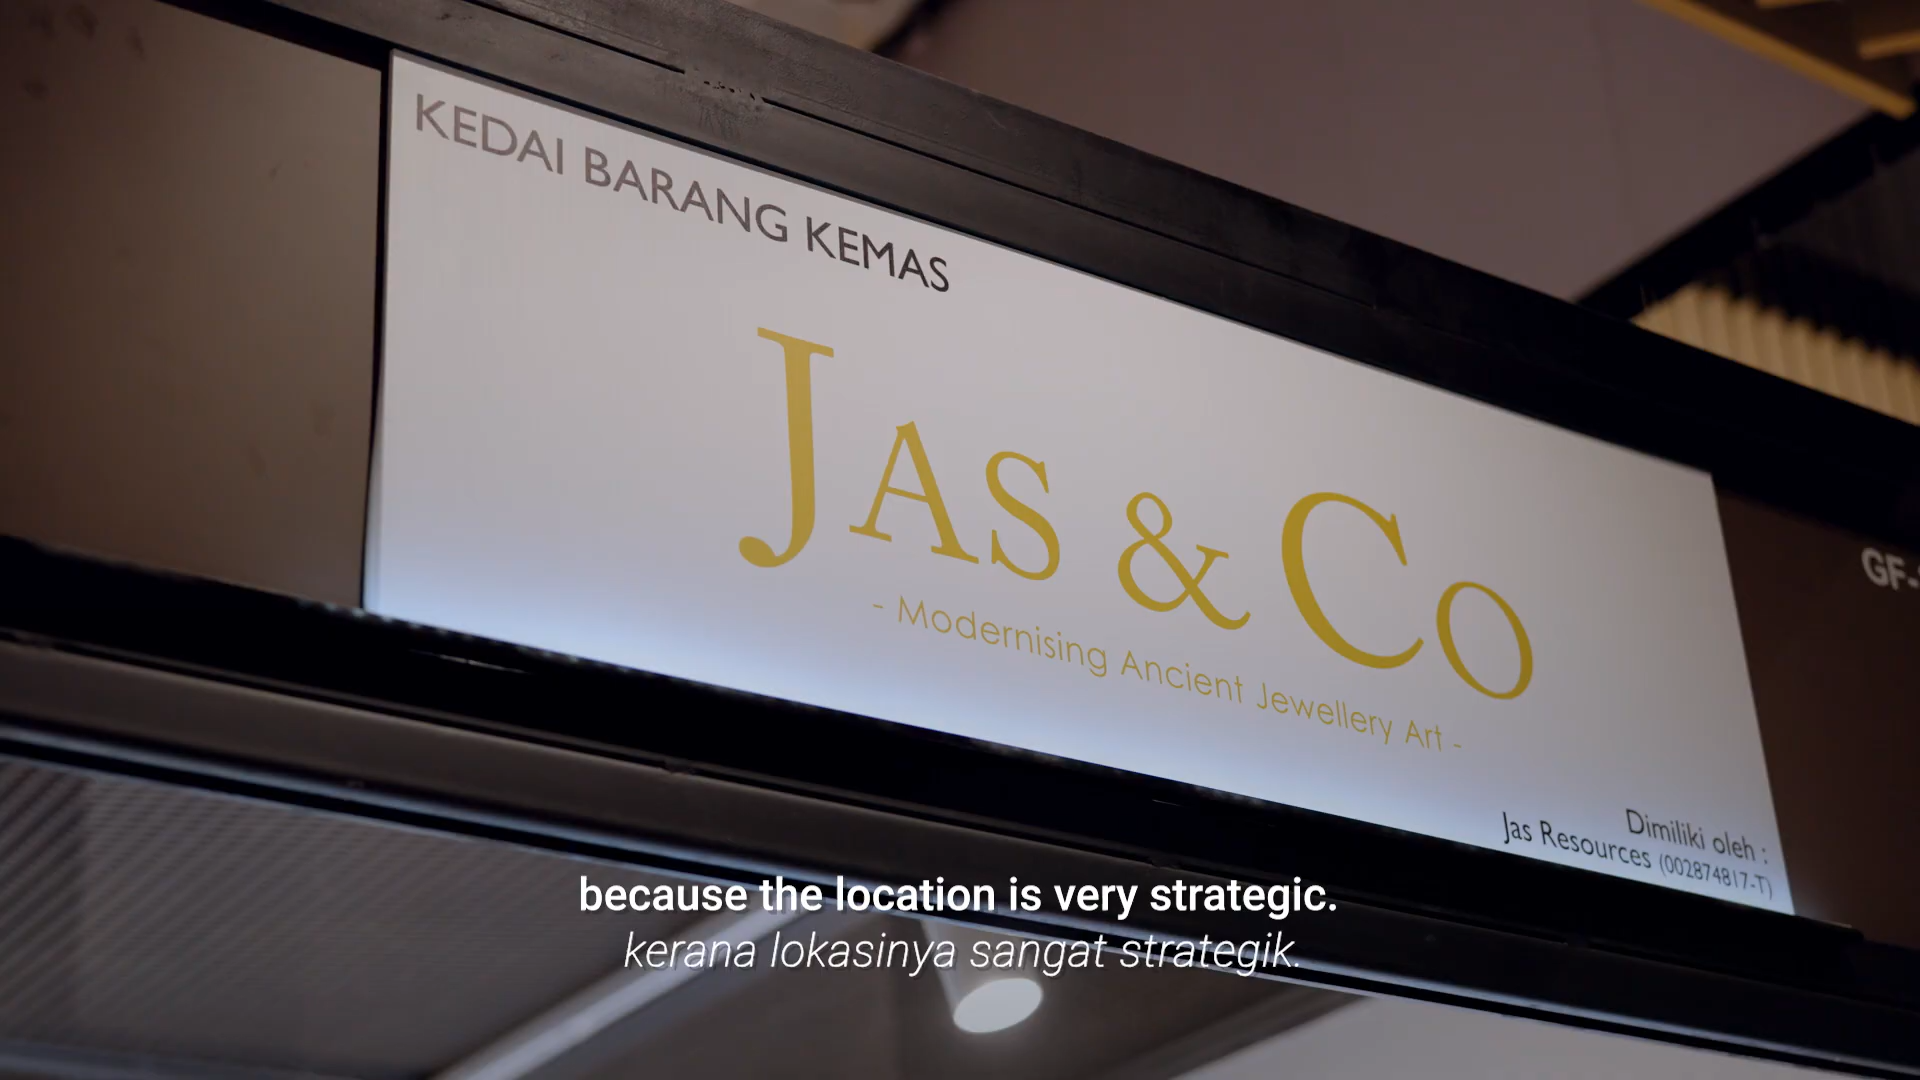 KEDAI BARANG KEMAS
JAS & CO
- Modernising Ancient Jewellery Art -
Dimiliki oleh :
Jas Resources (002874817-T)
GF-
because the location is very strategic.
kerana lokasinya sangat strategik.